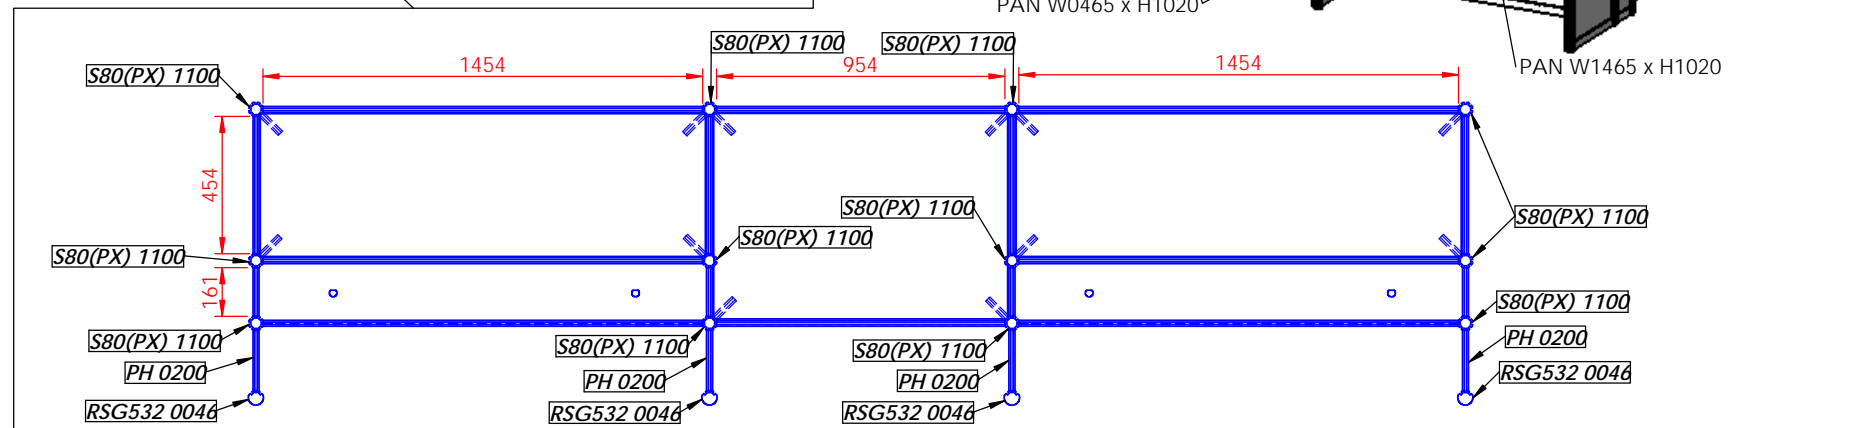 PAN W0465 x H1020
PAN W1465 x H1020
S80(PX) 1100
S80(PX) 1100
S80(PX) 1100
1454
954
1454
454
S80(PX) 1100
S80(PX) 1100
S80(PX) 1100
S80(PX) 1100
161
S80(PX) 1100
S80(PX) 1100
S80(PX) 1100
S80(PX) 1100
PH 0200
PH 0200
PH 0200
PH 0200
RSG532 0046
RSG532 0046
RSG532 0046
RSG532 0046